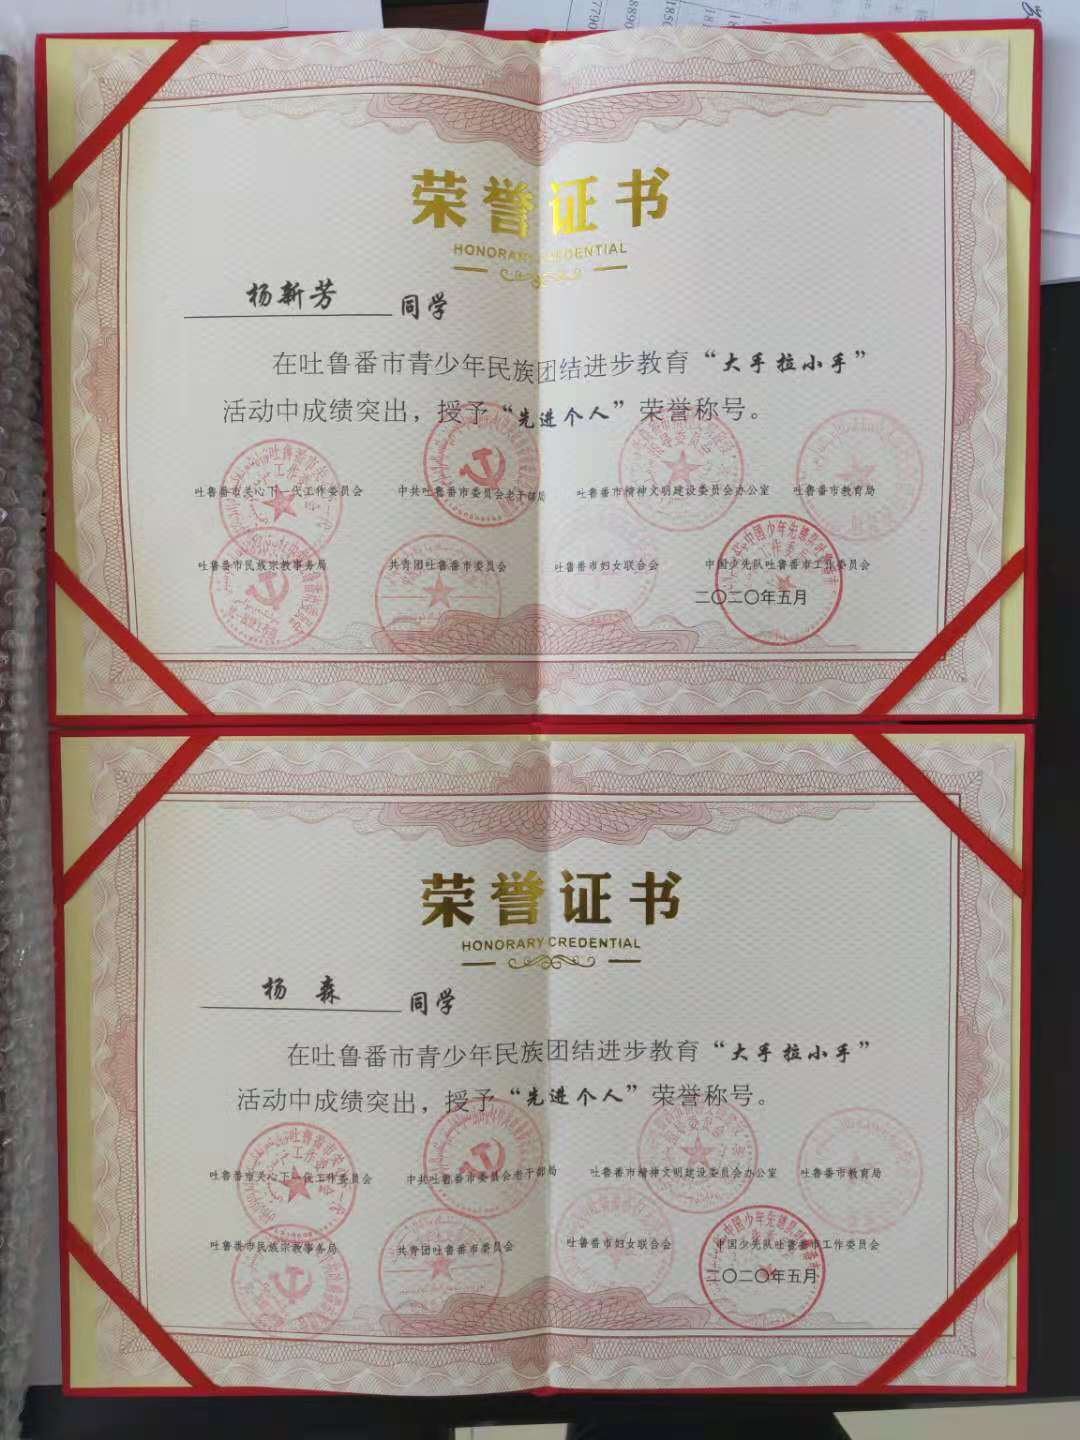 荣誉证书
HONORARY CREDENTIAL
杨新芳 同学
在吐鲁番市青少年民族团结进步教育“大手拉小手”
活动中成绩突出，授予“先进个人”荣誉称号。
吐鲁番市关心下一代工作委员会 中共吐鲁番市委员会老干部局 吐鲁番市精神文明建设委员会办公室 吐鲁番市教育局
吐鲁番市民族宗教事务局 共青团吐鲁番市委员会 吐鲁番市妇女联合会 中国少先队吐鲁番市工作委员会
二〇二〇年五月
荣誉证书
HONORARY CREDENTIAL
杨 森 同学
在吐鲁番市青少年民族团结进步教育“大手拉小手”
活动中成绩突出，授予“先进个人”荣誉称号。
吐鲁番市关心下一代工作委员会 中共吐鲁番市委员会老干部局 吐鲁番市精神文明建设委员会办公室 吐鲁番市教育局
吐鲁番市民族宗教事务局 共青团吐鲁番市委员会 吐鲁番市妇女联合会 中国少先队吐鲁番市工作委员会
二〇二〇年五月